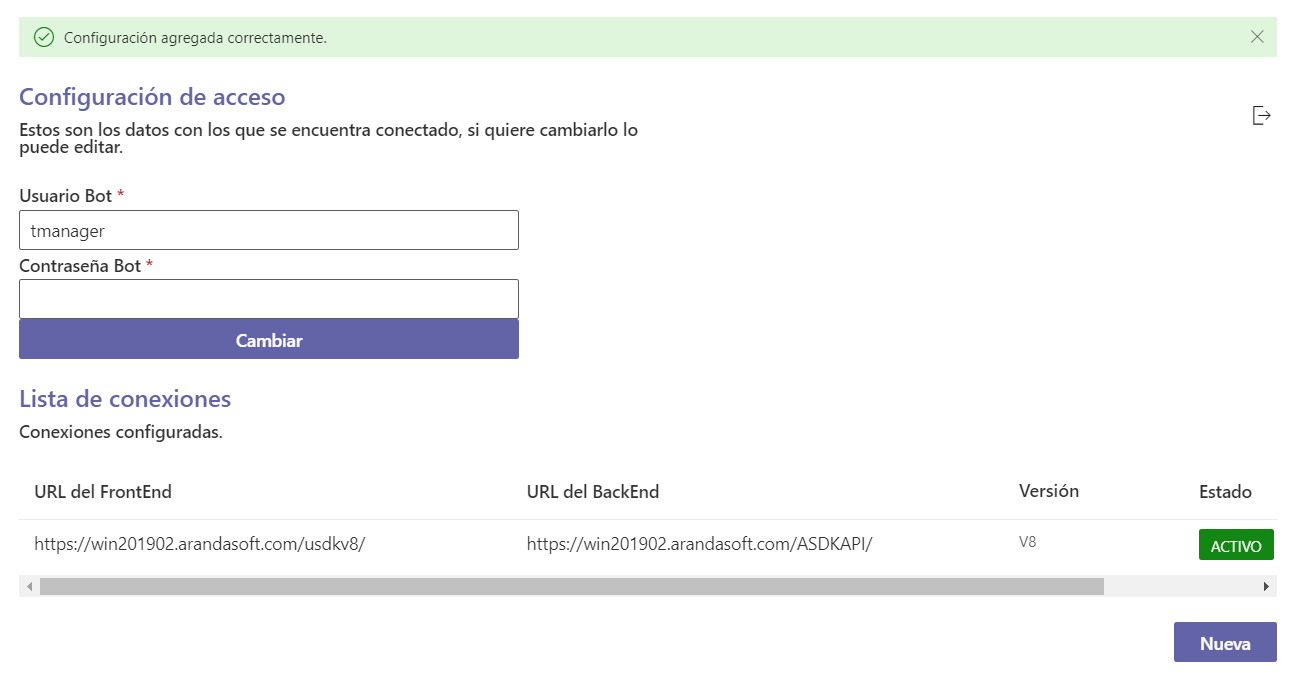 Configuración agregada correctamente.
Configuración de acceso
Estos son los datos con los que se encuentra conectado, si quiere cambiarlo lo
puede editar.
Usuario Bot *
tmanager
Contraseña Bot *
Cambiar
Lista de conexiones
Conexiones configuradas.
URL del FrontEnd URL del BackEnd Versión Estado
https://win201902.arandasoft.com/usdkv8/ https://win201902.arandasoft.com/ASDKAPI/ V8 ACTIVO
Nueva